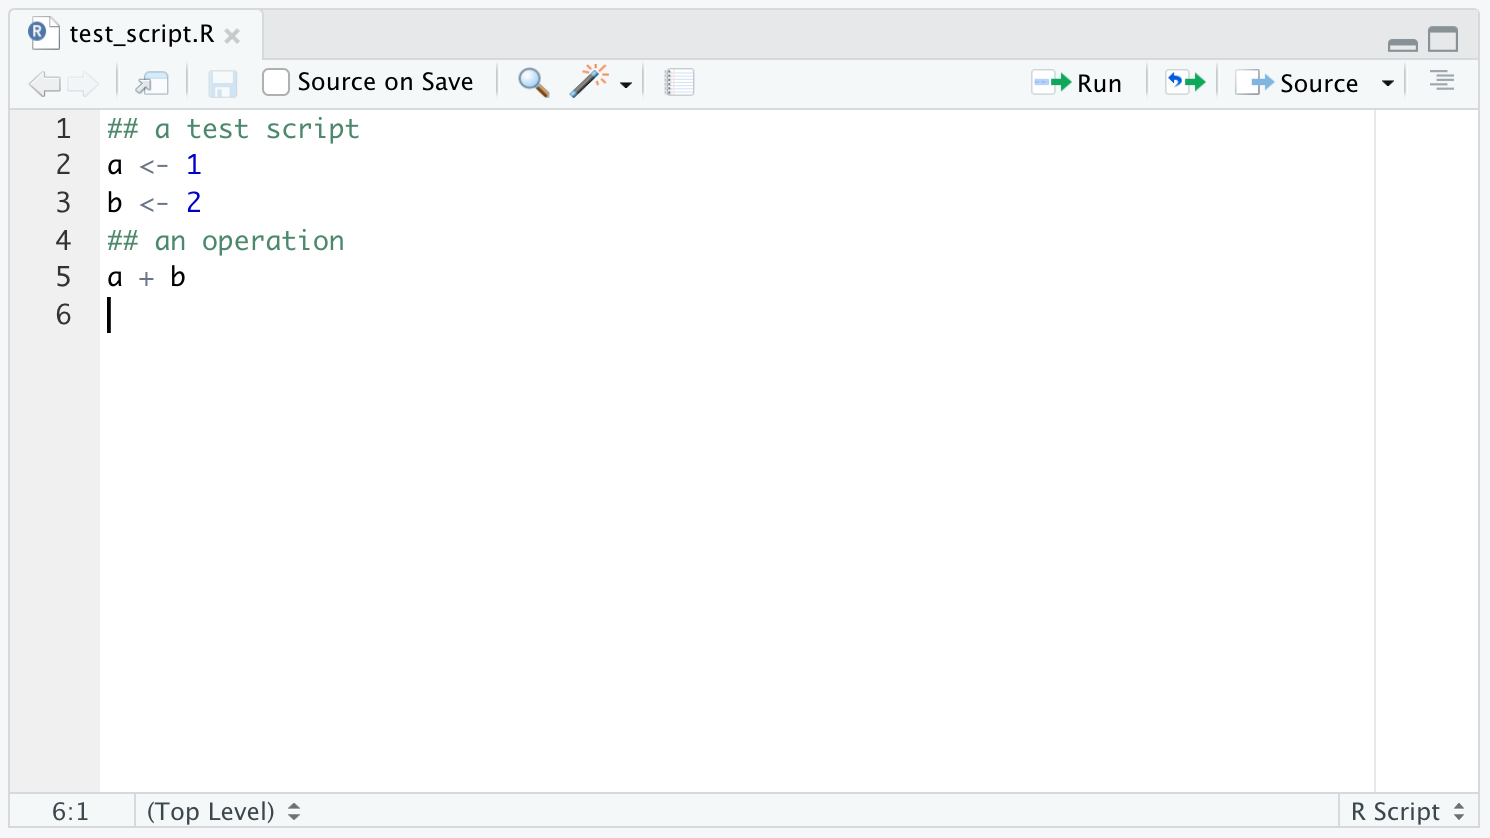 test_script.R
Source on Save Run Source
1 ## a test script
2 a <- 1
3 b <- 2
4 ## an operation
5 a + b
6
6:1 (Top Level) R Script